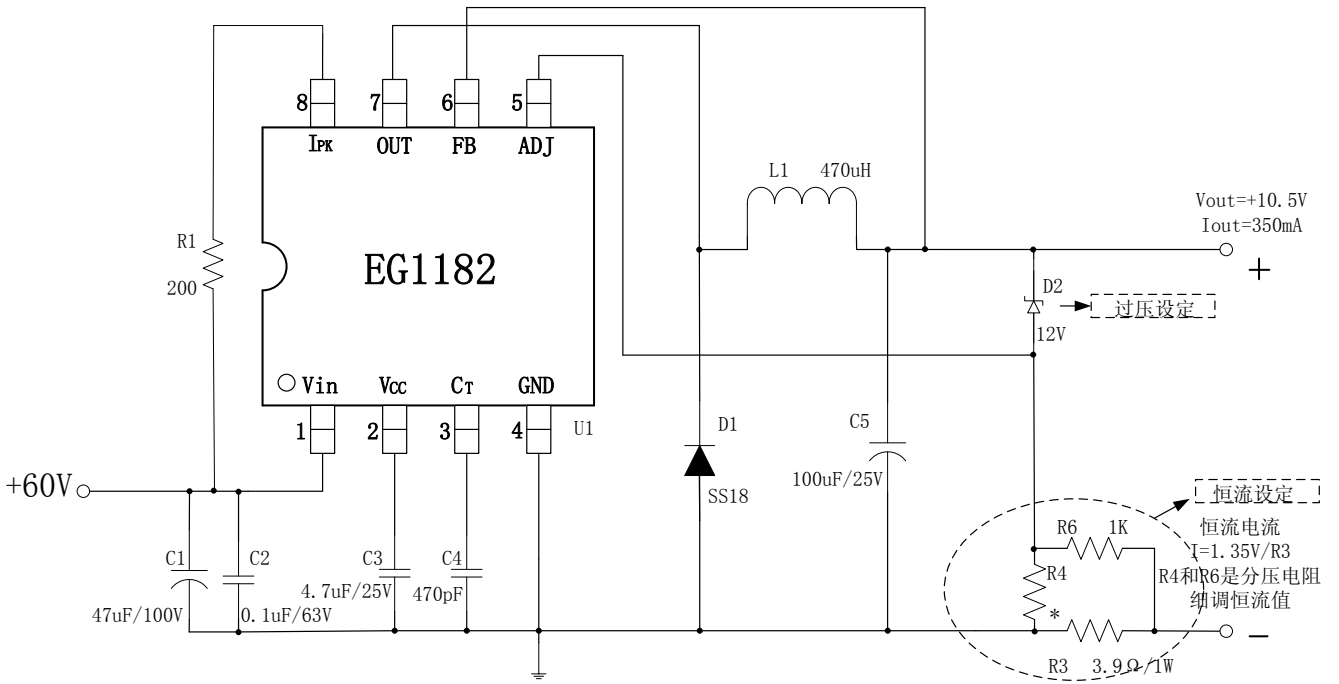 8
7
6
5
IPK
OUT
FB
ADJ
L1
470uH
Vout=+10.5V
Iout=350mA
+
R1
200
EG1182
D2
过压设定
12V
Vin
VCC
CT
GND
1
2
3
4
U1
D1
SS18
C5
100uF/25V
+60V
恒流设定
恒流电流
I=1.35V/R3
R4和R6是分压电阻
细调恒流值
R6
1K
R4
*
C1
47uF/100V
C2
0.1uF/63V
C3
4.7uF/25V
C4
470pF
R3
3.9Ω/1W
−